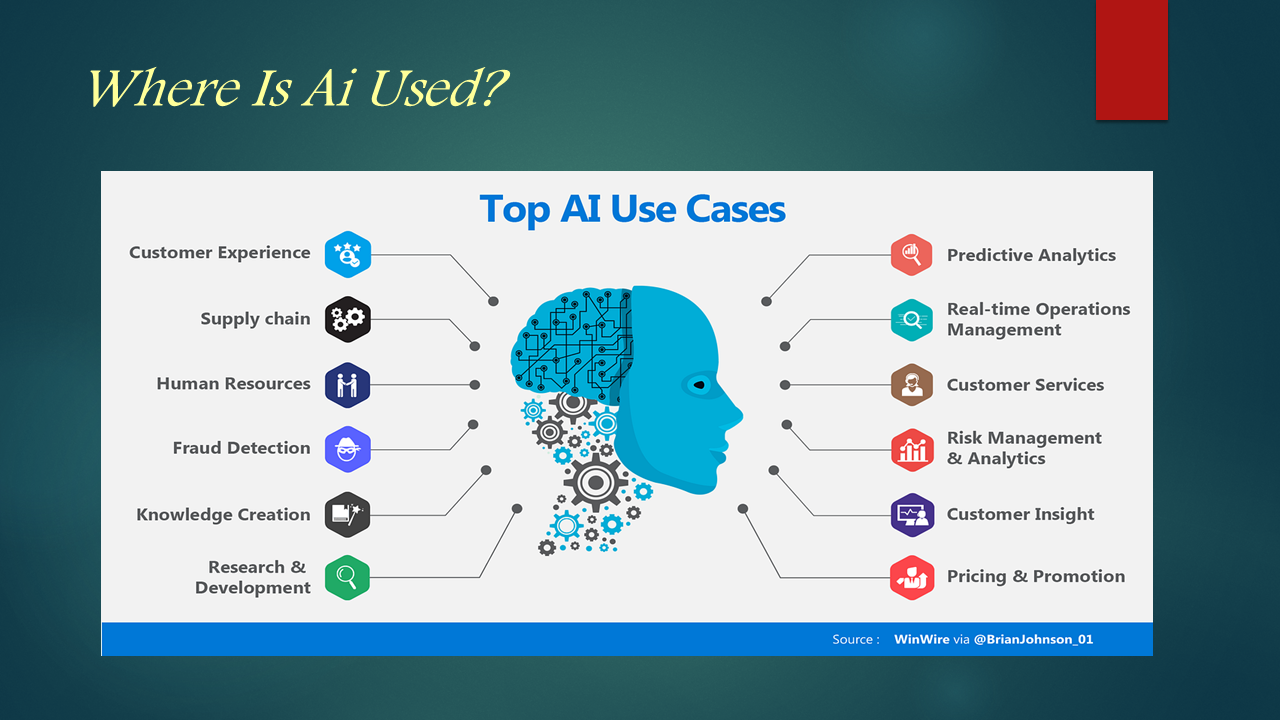 Where Is Ai Used?
Top AI Use Cases
Customer Experience
Supply chain
Human Resources
Fraud Detection
Knowledge Creation
Research &
Development
Predictive Analytics
Real-time Operations
Management
Customer Services
Risk Management
& Analytics
Customer Insight
Pricing & Promotion
Source : WinWire via @BrianJohnson_01